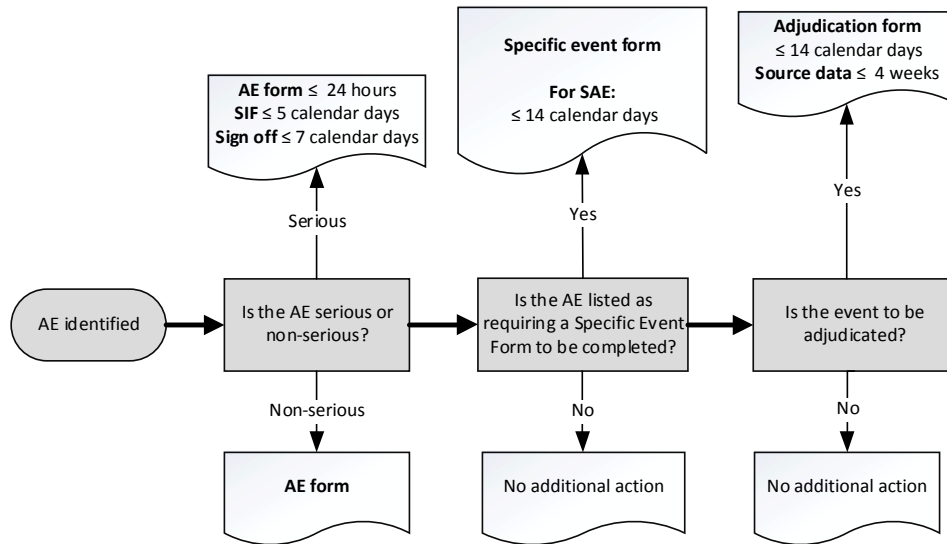 AE form ≤ 24 hours
SIF ≤ 5 calendar days
Sign off ≤ 7 calendar days
Specific event form
For SAE:
≤ 14 calendar days
Adjudication form
≤ 14 calendar days
Source data ≤ 4 weeks
Serious
Yes
Yes
AE identified
Is the AE serious or
non-serious?
Is the AE listed as
requiring a Specific Event
Form to be completed?
Is the event to be
adjudicated?
Non-serious
No
No
AE form
No additional action
No additional action